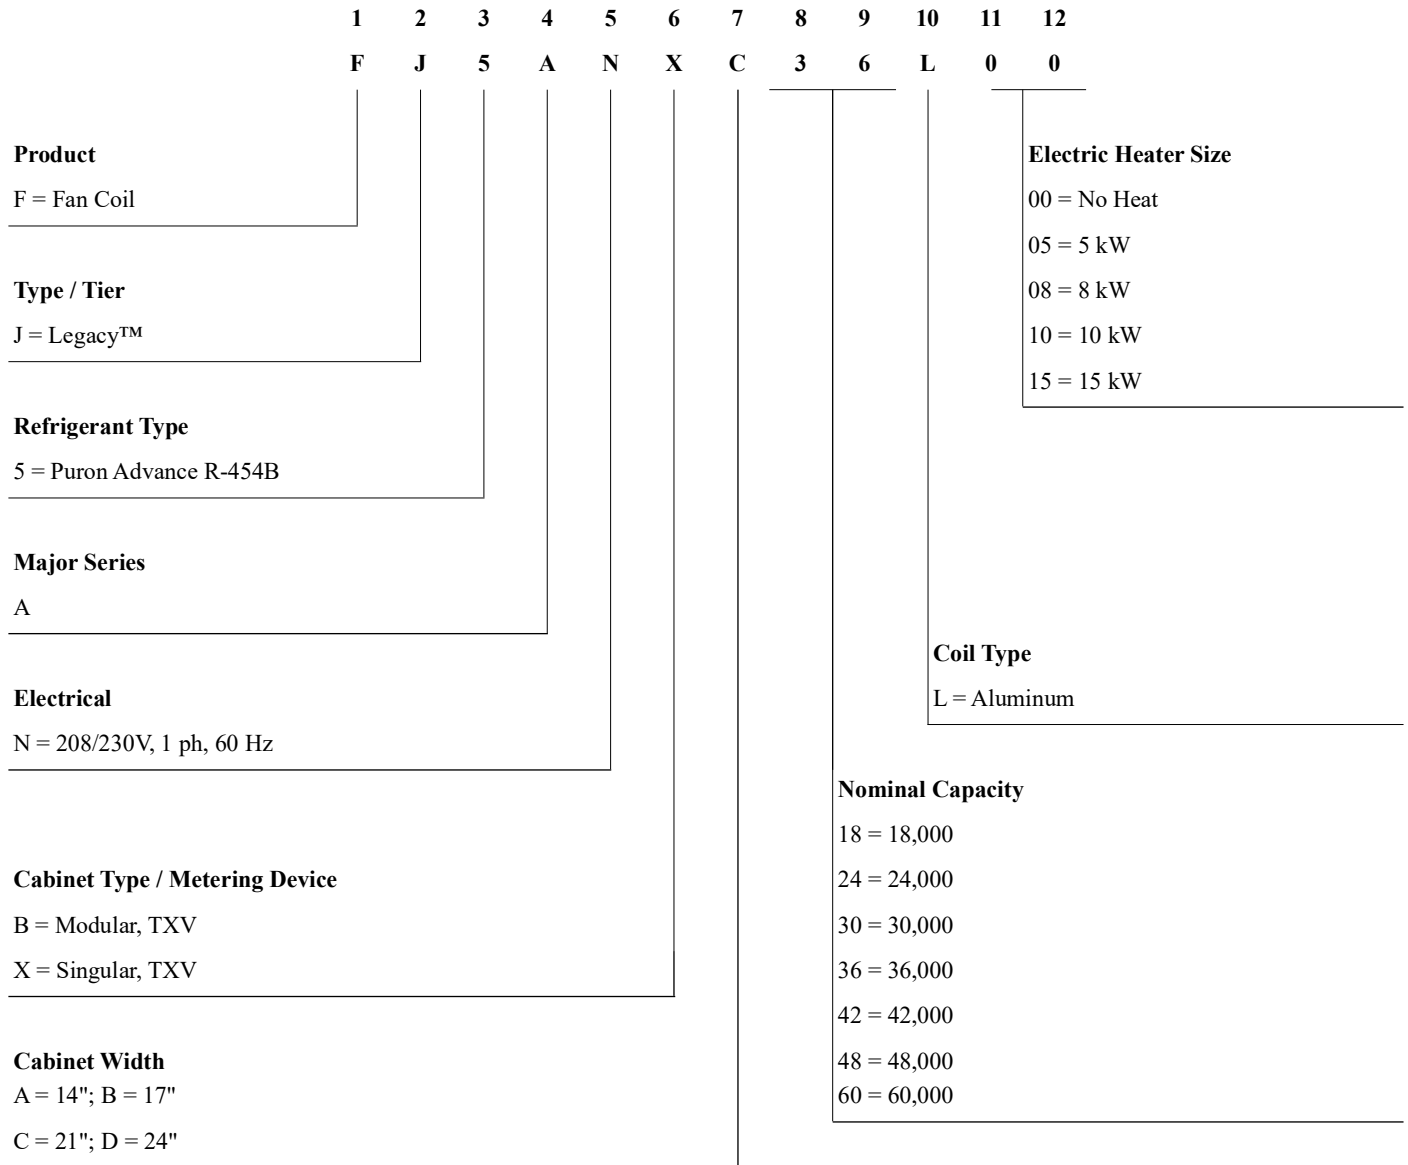 1 2 3 4 5 6 7 8 9 10 11 12
F J 5 A N X C 3 6 L 0 0
Product
F = Fan Coil
Type / Tier
J = Legacy™
Refrigerant Type
5 = Puron Advance R-454B
Major Series
A
Electrical
N = 208/230V, 1 ph, 60 Hz
Cabinet Type / Metering Device
B = Modular, TXV
X = Singular, TXV
Cabinet Width
A = 14"; B = 17"
C = 21"; D = 24"
Electric Heater Size
00 = No Heat
05 = 5 kW
08 = 8 kW
10 = 10 kW
15 = 15 kW
Coil Type
L = Aluminum
Nominal Capacity
18 = 18,000
24 = 24,000
30 = 30,000
36 = 36,000
42 = 42,000
48 = 48,000
60 = 60,000